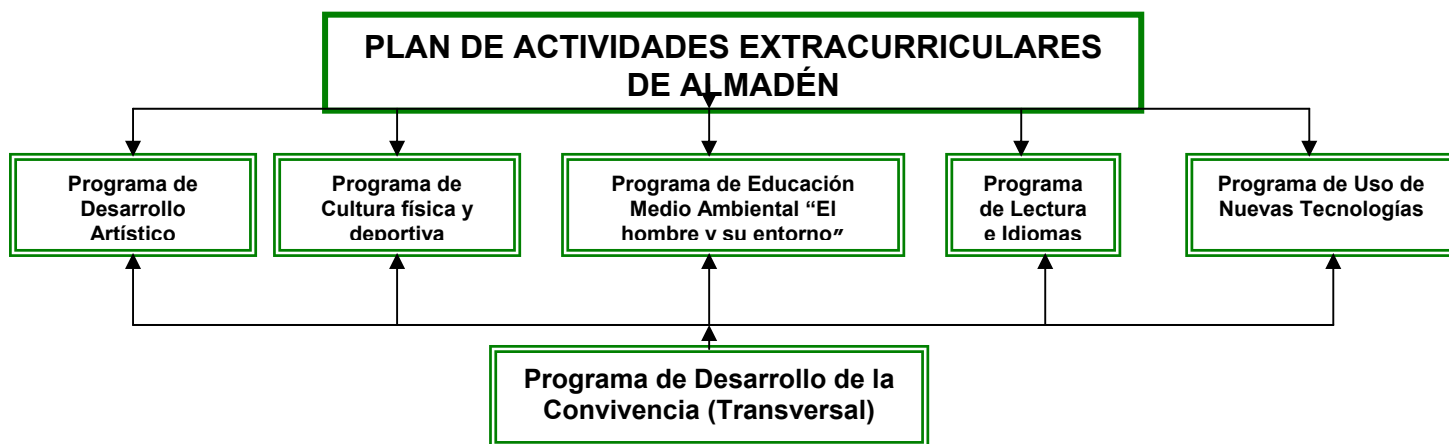 PLAN DE ACTIVIDADES EXTRACURRICULARES
DE ALMADÉN
Programa de
Desarrollo
Artístico
Programa de
Cultura física y
deportiva
Programa de Educación
Medio Ambiental “El
hombre y su entorno”
Programa
de Lectura
e Idiomas
Programa de Uso de
Nuevas Tecnologías
Programa de Desarrollo de la
Convivencia (Transversal)